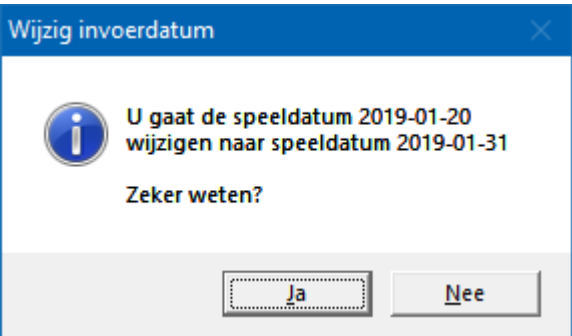 Wijzig invoerdatum
U gaat de speeldatum 2019-01-20
wijzigen naar speeldatum 2019-01-31
Zeker weten?
Ja
Nee